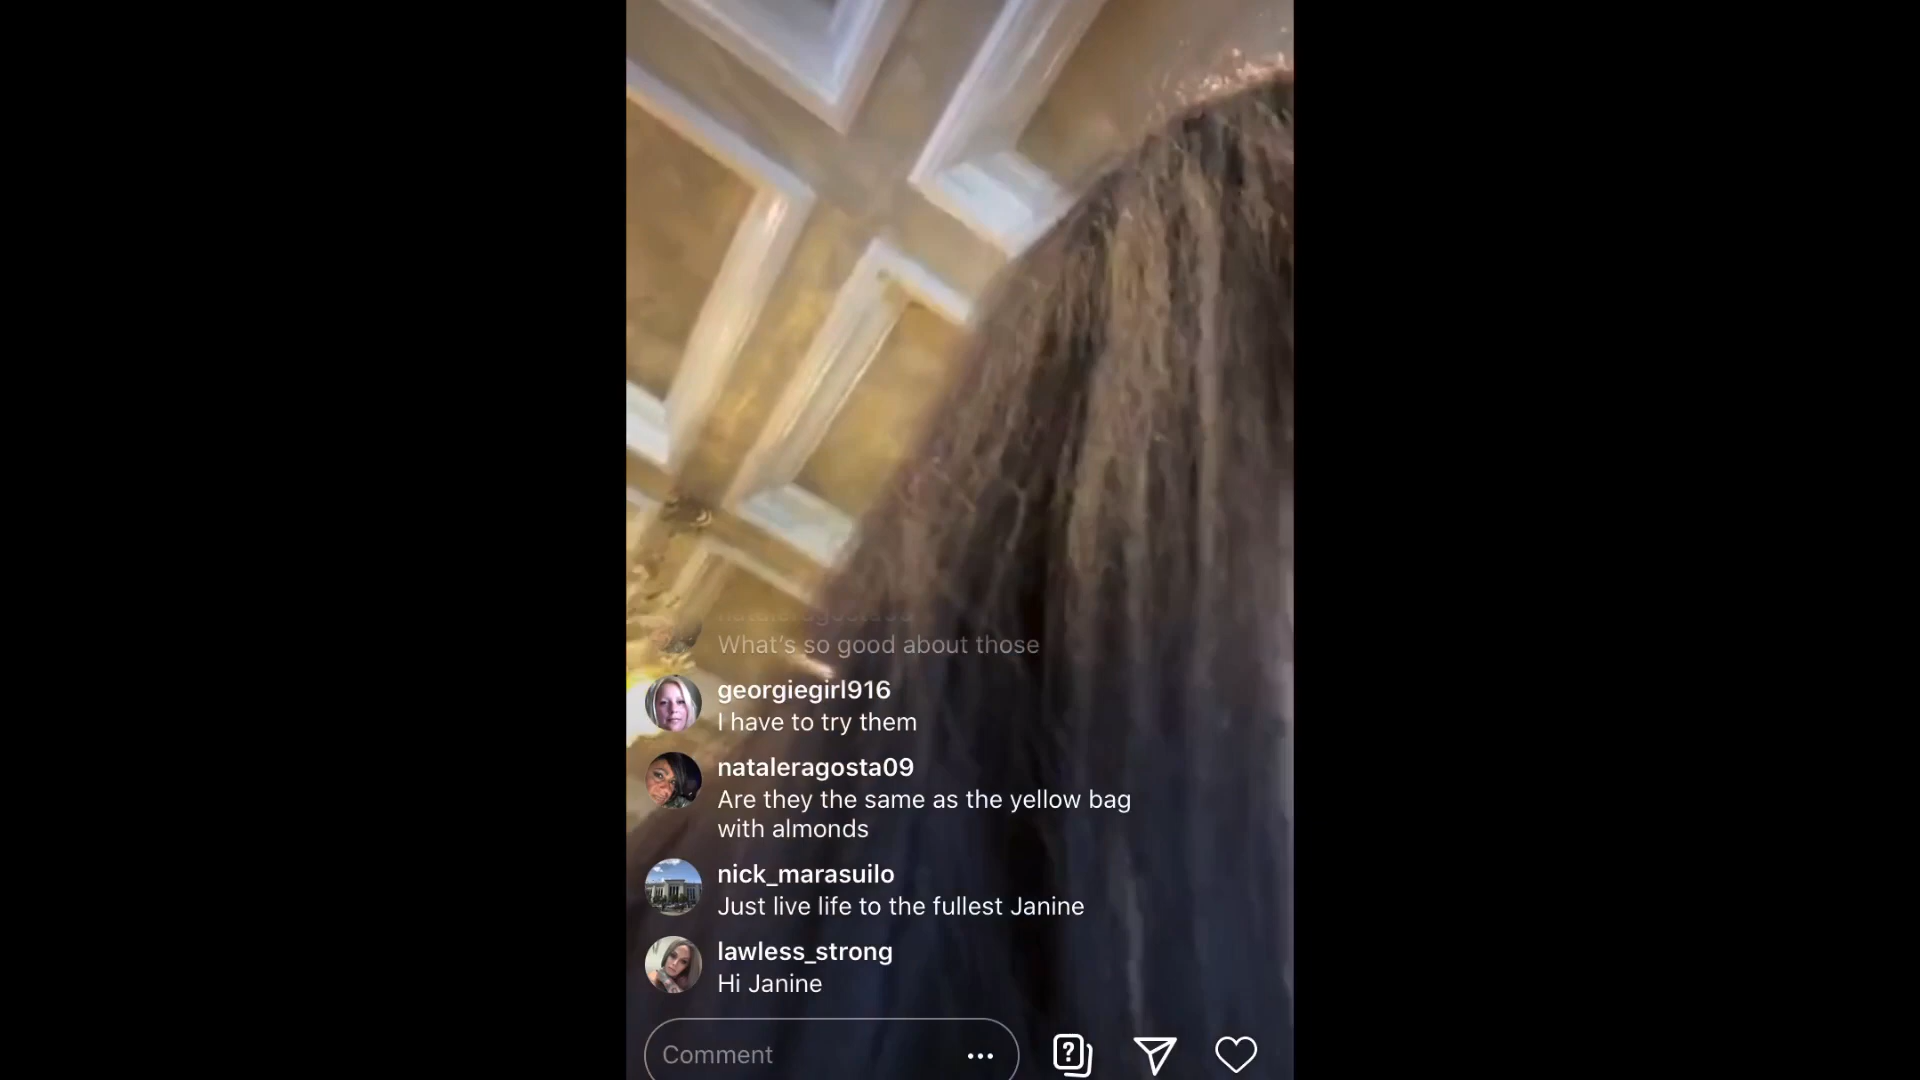 What's so good about those
georgiegirl916
I have to try them
nataleragosta09
Are they the same as the yellow bag
with almonds
nick_marasuilo
Just live life to the fullest Janine
lawless_strong
Hi Janine
Comment